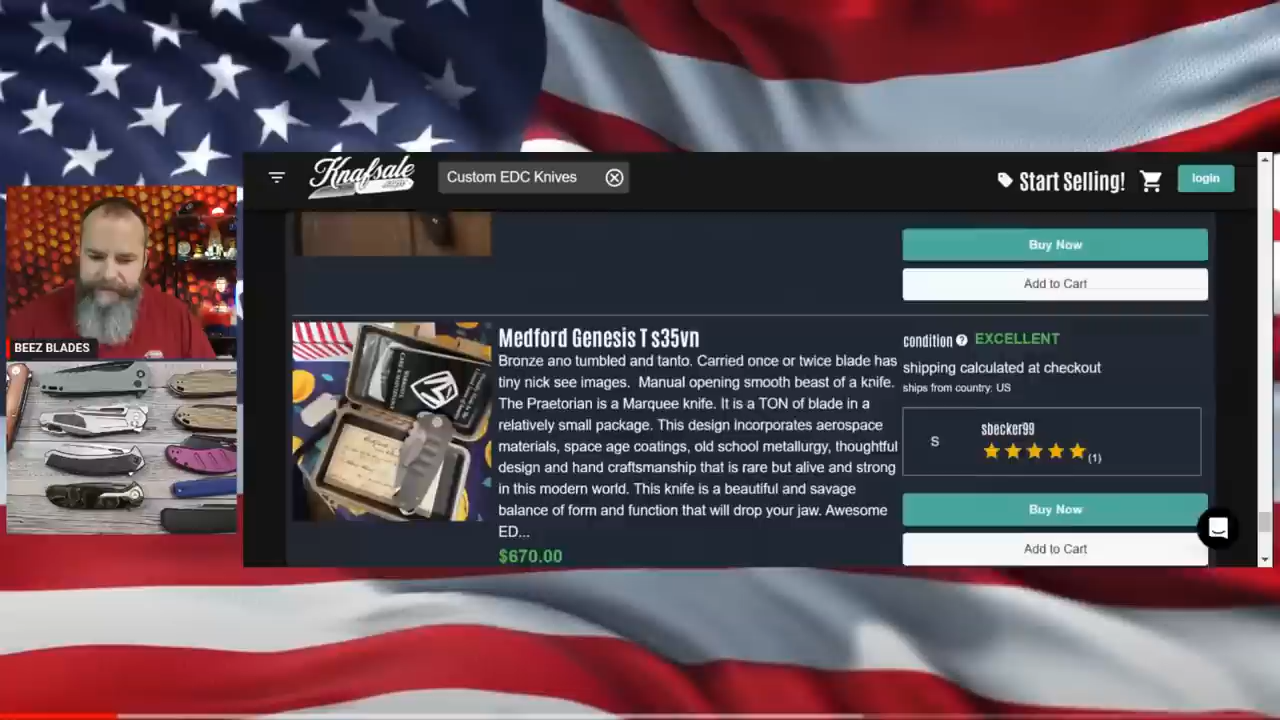 Knafsale
Custom EDC Knives
Start Selling!
login
Buy Now
Add to Cart
BEEZ BLADES
Medford Genesis T s35vn
Bronze ano tumbled and tanto. Carried once or twice blade has
tiny nick see images. Manual opening smooth beast of a knife.
The Praetorian is a Marquee knife. It is a TON of blade in a
relatively small package. This design incorporates aerospace
materials, space age coatings, old school metallurgy, thoughtful
design and hand craftsmanship that is rare but alive and strong
in this modern world. This knife is a beautiful and savage
balance of form and function that will drop your jaw. Awesome
ED...
$670.00
condition EXCELLENT
shipping calculated at checkout
ships from country: US
S
sbecker99
(1)
Buy Now
Add to Cart